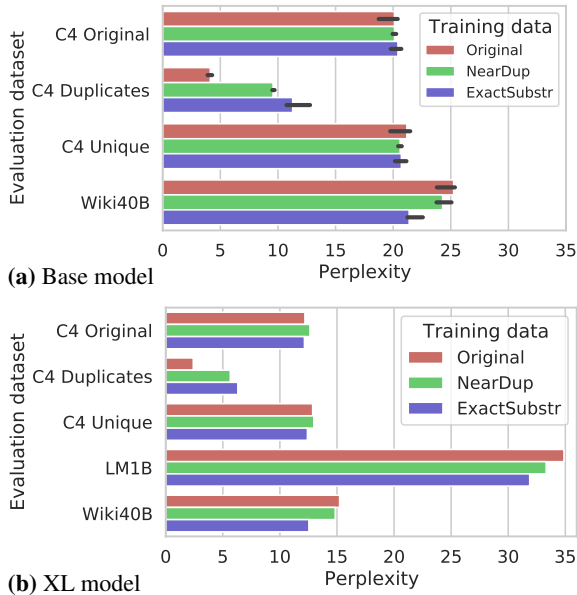 Evaluation dataset
C4 Original
C4 Duplicates
C4 Unique
Wiki40B
Training data
Original
NearDup
ExactSubstr
0 5 10 15 20 25 30 35
Perplexity
(a) Base model
Evaluation dataset
C4 Original
C4 Duplicates
C4 Unique
LM1B
Wiki40B
Training data
Original
NearDup
ExactSubstr
0 5 10 15 20 25 30 35
Perplexity
(b) XL model